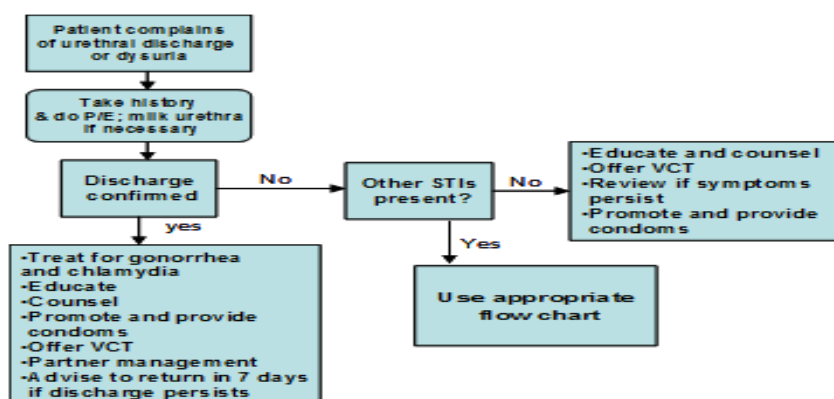 Patient complains
of urethral discharge
or dysuria
Take history
& do P/E; milk urethra
if necessary
Discharge
confirmed
No
Other STIs
present?
No
•Educate and counsel
•Offer VCT
•Review if symptoms
persist
•Promote and provide
condoms
yes
Yes
•Treat for gonorrhea
and chlamydia
•Educate
•Counsel
•Promote and provide
condoms
•Offer VCT
•Partner management
•Advise to return in 7 days
if discharge persists
Use appropriate
flow chart